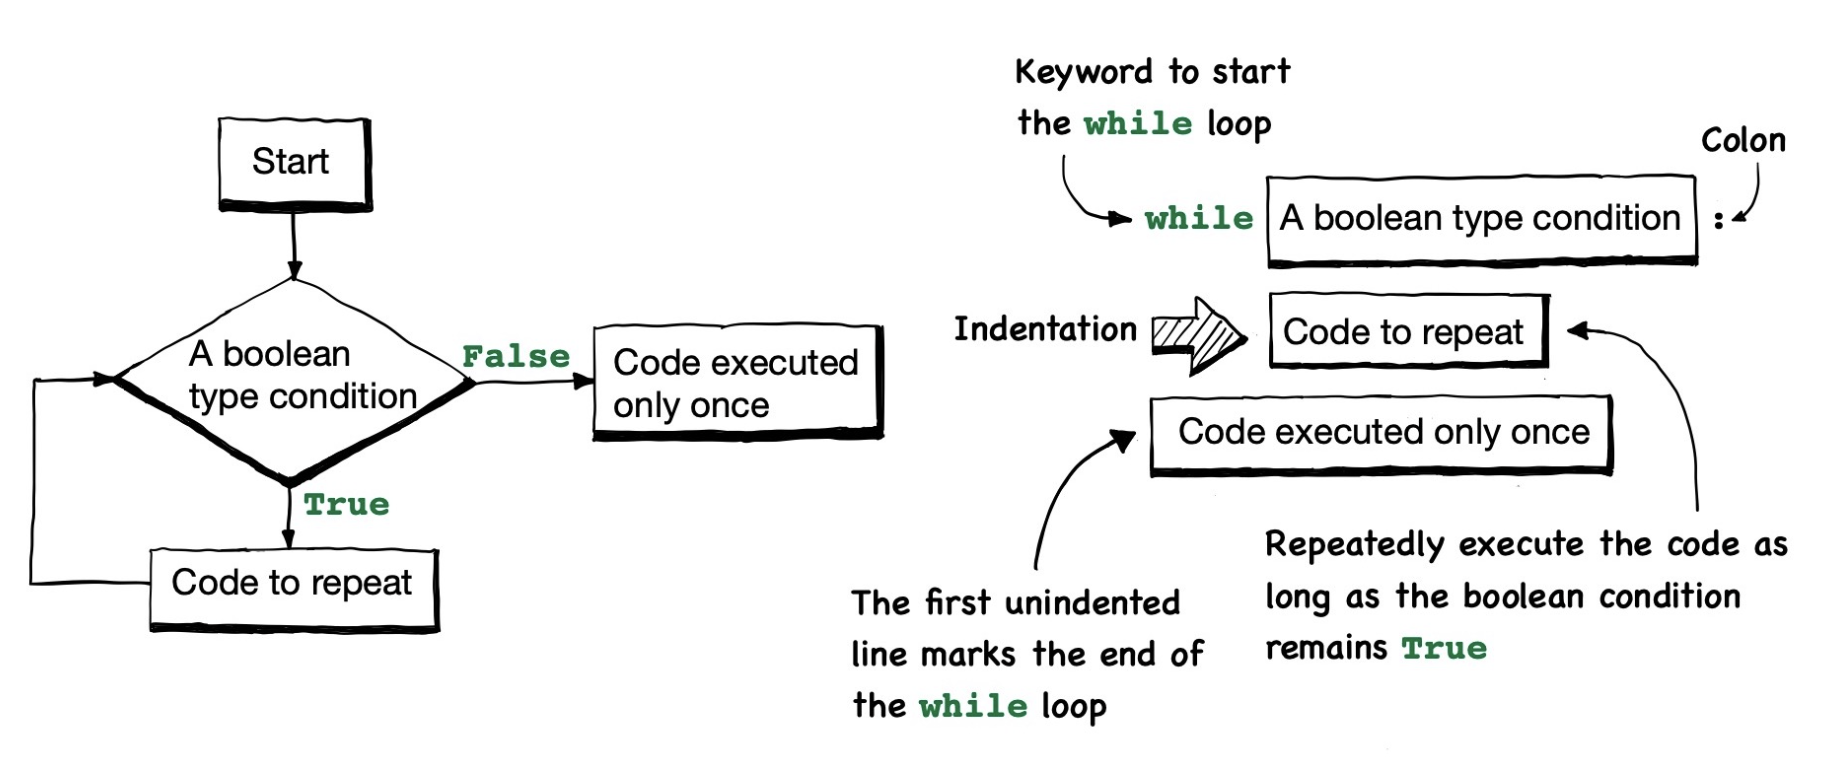 Start
A boolean
type condition
False
Code executed
only once
True
Code to repeat
Keyword to start
the while loop
Colon
while A boolean type condition :
Indentation
Code to repeat
Code executed only once
The first unindented
line marks the end of
the while loop
Repeatedly execute the code as
long as the boolean condition
remains True